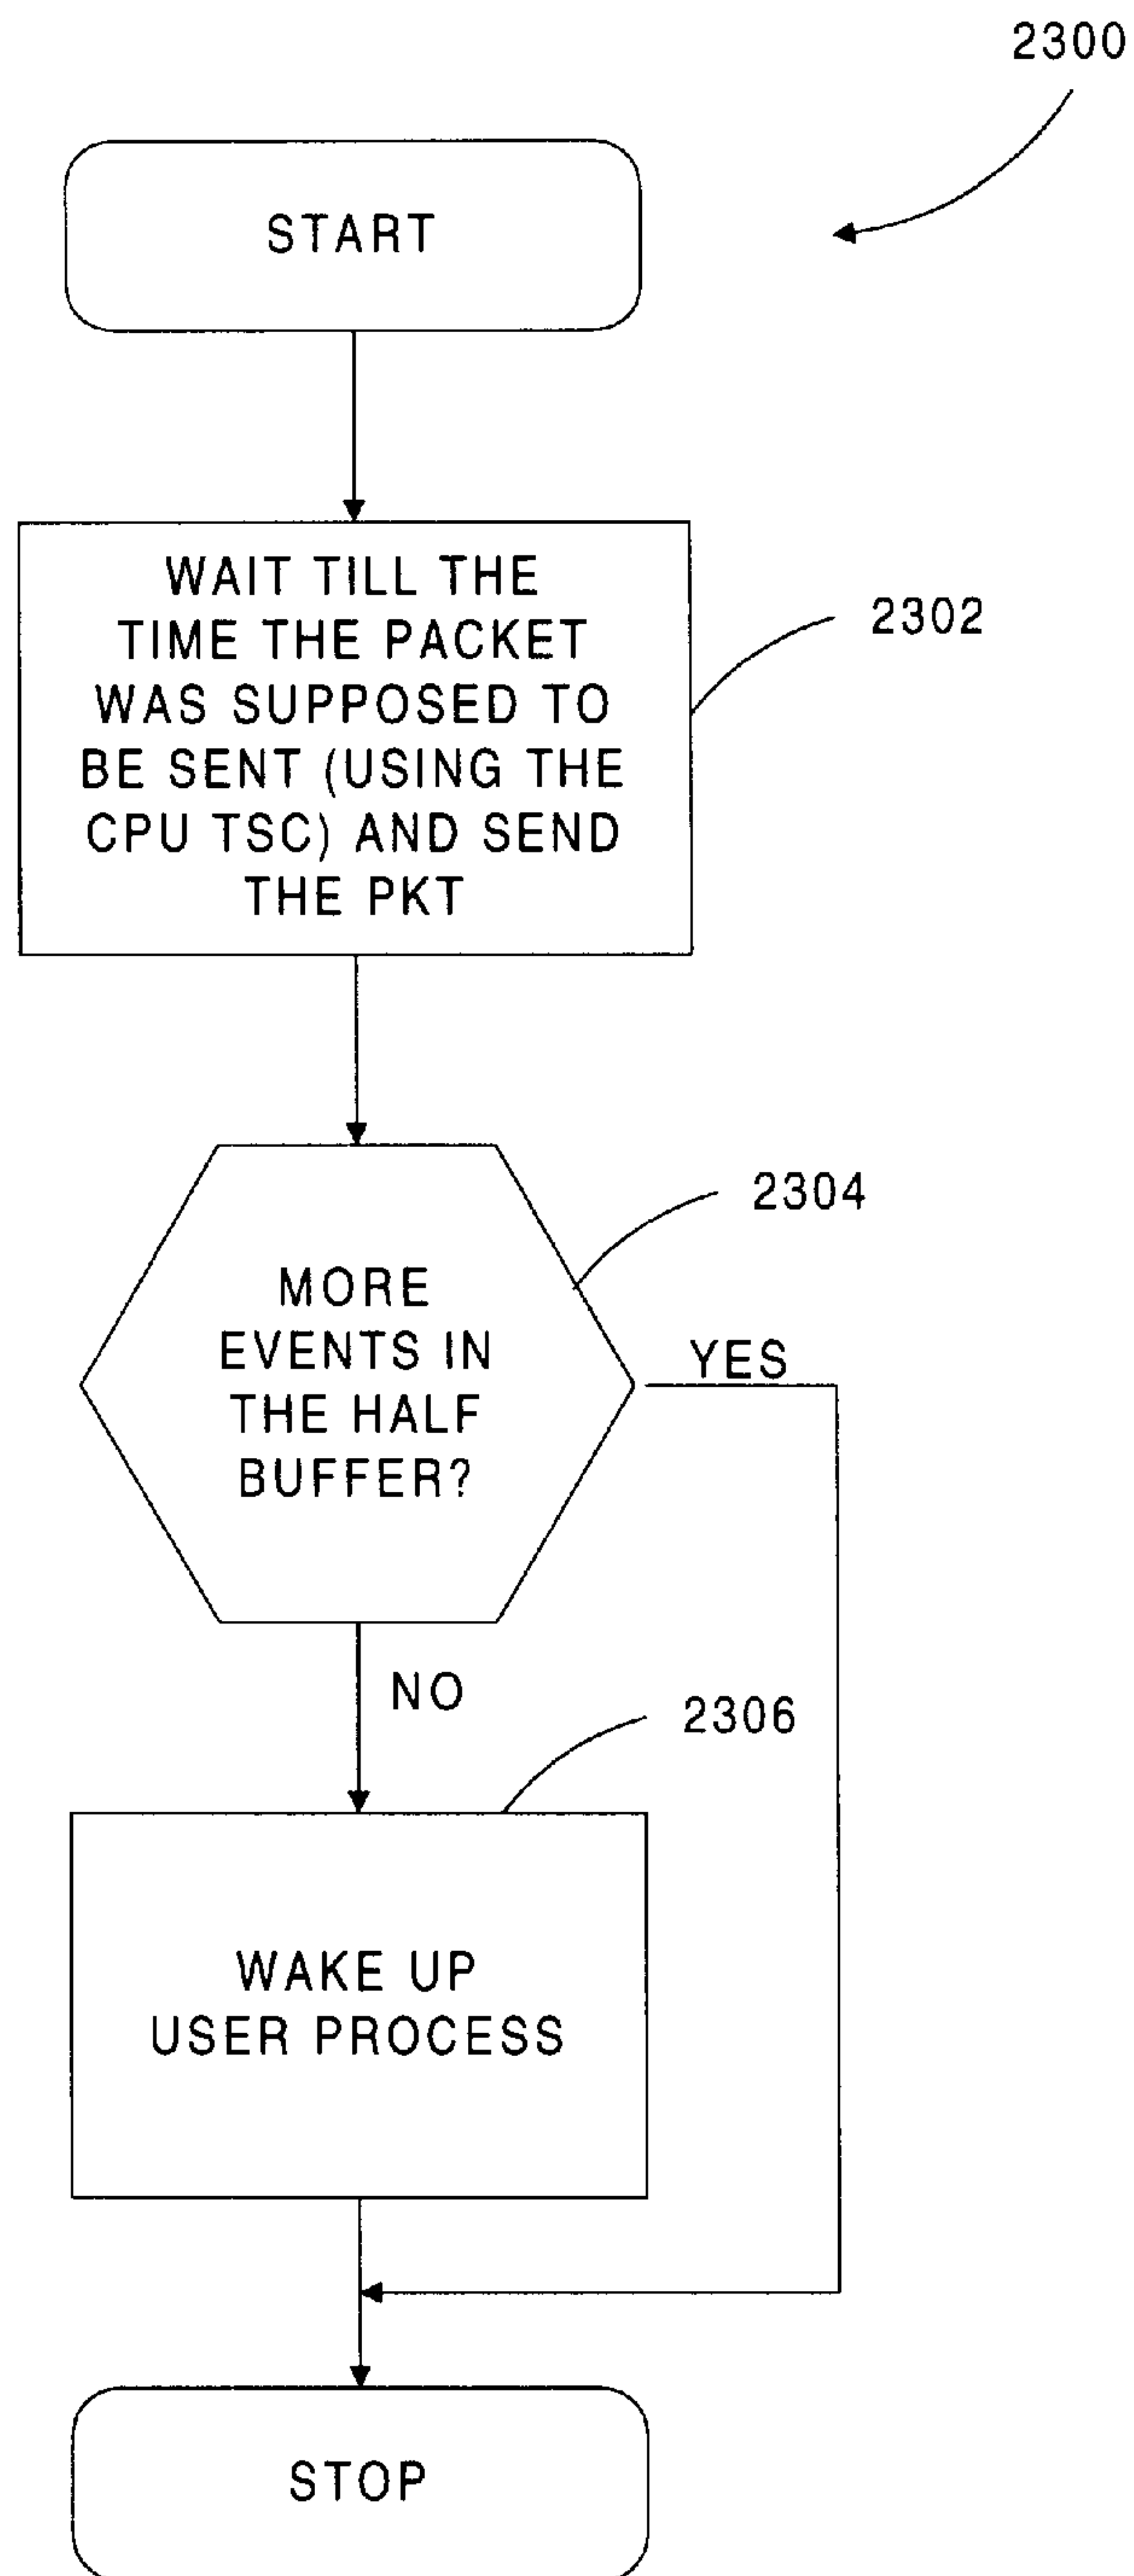 2300
START
WAIT TILL THE
TIME THE PACKET
WAS SUPPOSED TO
BE SENT (USING THE
CPU TSC) AND SEND
THE PKT
2302
2304
MORE
EVENTS IN
THE HALF
BUFFER?
YES
NO
2306
WAKE UP
USER PROCESS
STOP